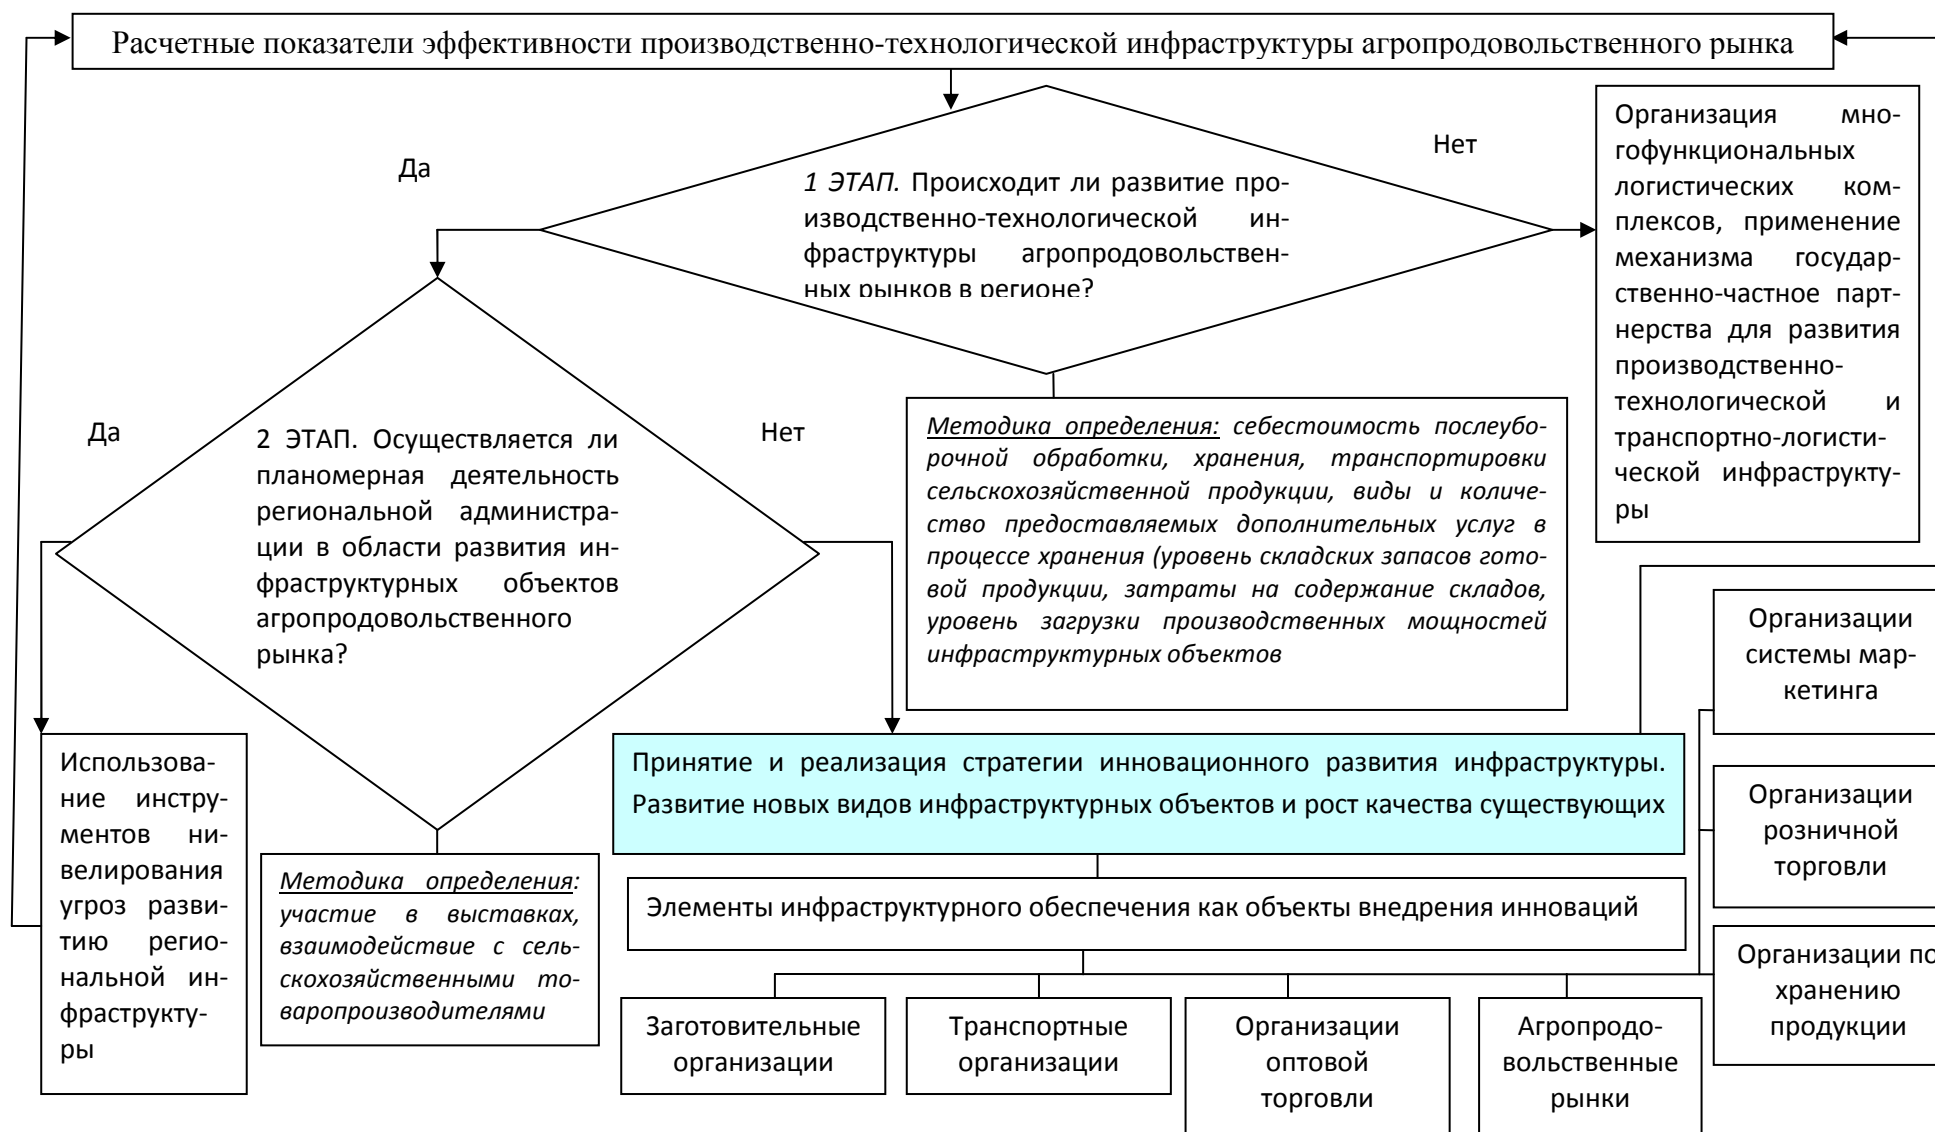 Расчетные показатели эффективности производственно-технологической инфраструктуры агропродовольственного рынка
Да
Нет
1 ЭТАП. Происходит ли развитие про-
изводственно-технологической ин-
фраструктуры агропродовольствен-
ных рынков в регионе?
Организация мно-
гофункциональных
логистических ком-
плексов, применение
механизма государ-
ственно-частное парт-
нерства для развития
производственно-
технологической и
транспортно-логисти-
ческой инфраструкту-
ры
Да
Нет
2 ЭТАП. Осуществляется ли
планомерная деятельность
региональной администра-
ции в области развития ин-
фраструктурных объектов
агропродовольственного
рынка?
Методика определения: себестоимость послеубо-
рочной обработки, хранения, транспортировки
сельскохозяйственной продукции, виды и количе-
ство предоставляемых дополнительных услуг в
процессе хранения (уровень складских запасов гото-
вой продукции, затраты на содержание складов,
уровень загрузки производственных мощностей
инфраструктурных объектов
Использова-
ние инстру-
ментов ни-
велирования
угроз разви-
тию регио-
нальной ин-
фраструкту-
ры
Методика определения:
участие в выставках,
взаимодействие с сель-
скохозяйственными то-
варопроизводителями
Принятие и реализация стратегии инновационного развития инфраструктуры.
Развитие новых видов инфраструктурных объектов и рост качества существующих
Элементы инфраструктурного обеспечения как объекты внедрения инноваций
Организации
системы мар-
кетинга
Организации
розничной
торговли
Организации по
хранению
продукции
Заготовительные
организации
Транспортные
организации
Организации
оптовой
торговли
Агропродо-
вольственные
рынки